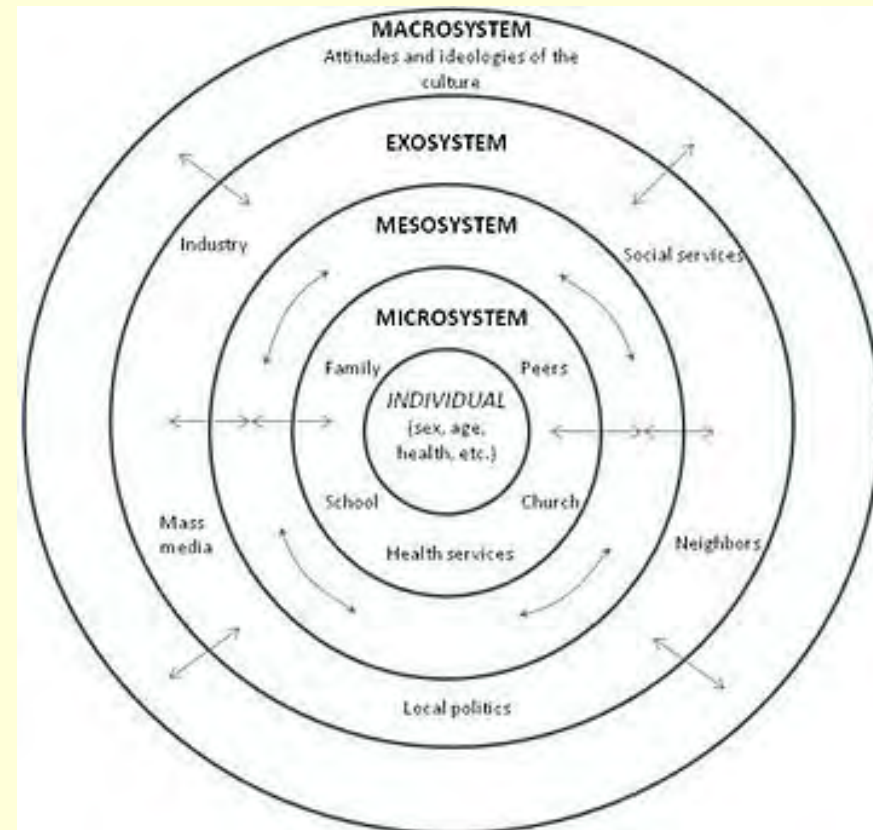 MACROSYSTEM
Attitudes and ideologies of the
culture
EXOSYSTEM
MESOSYSTEM
Industry
Social services
MICROSYSTEM
Family
Peers
INDIVIDUAL
(sex, age,
health, etc.)
School
Church
Mass
media
Health services
Neighbors
Local politics